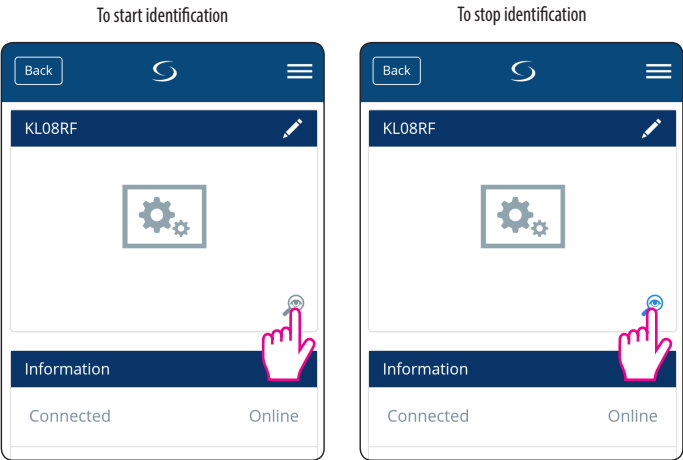 To start identification
Back
KL08RF
Information
Connected Online
To stop identification
Back
KL08RF
Information
Connected Online